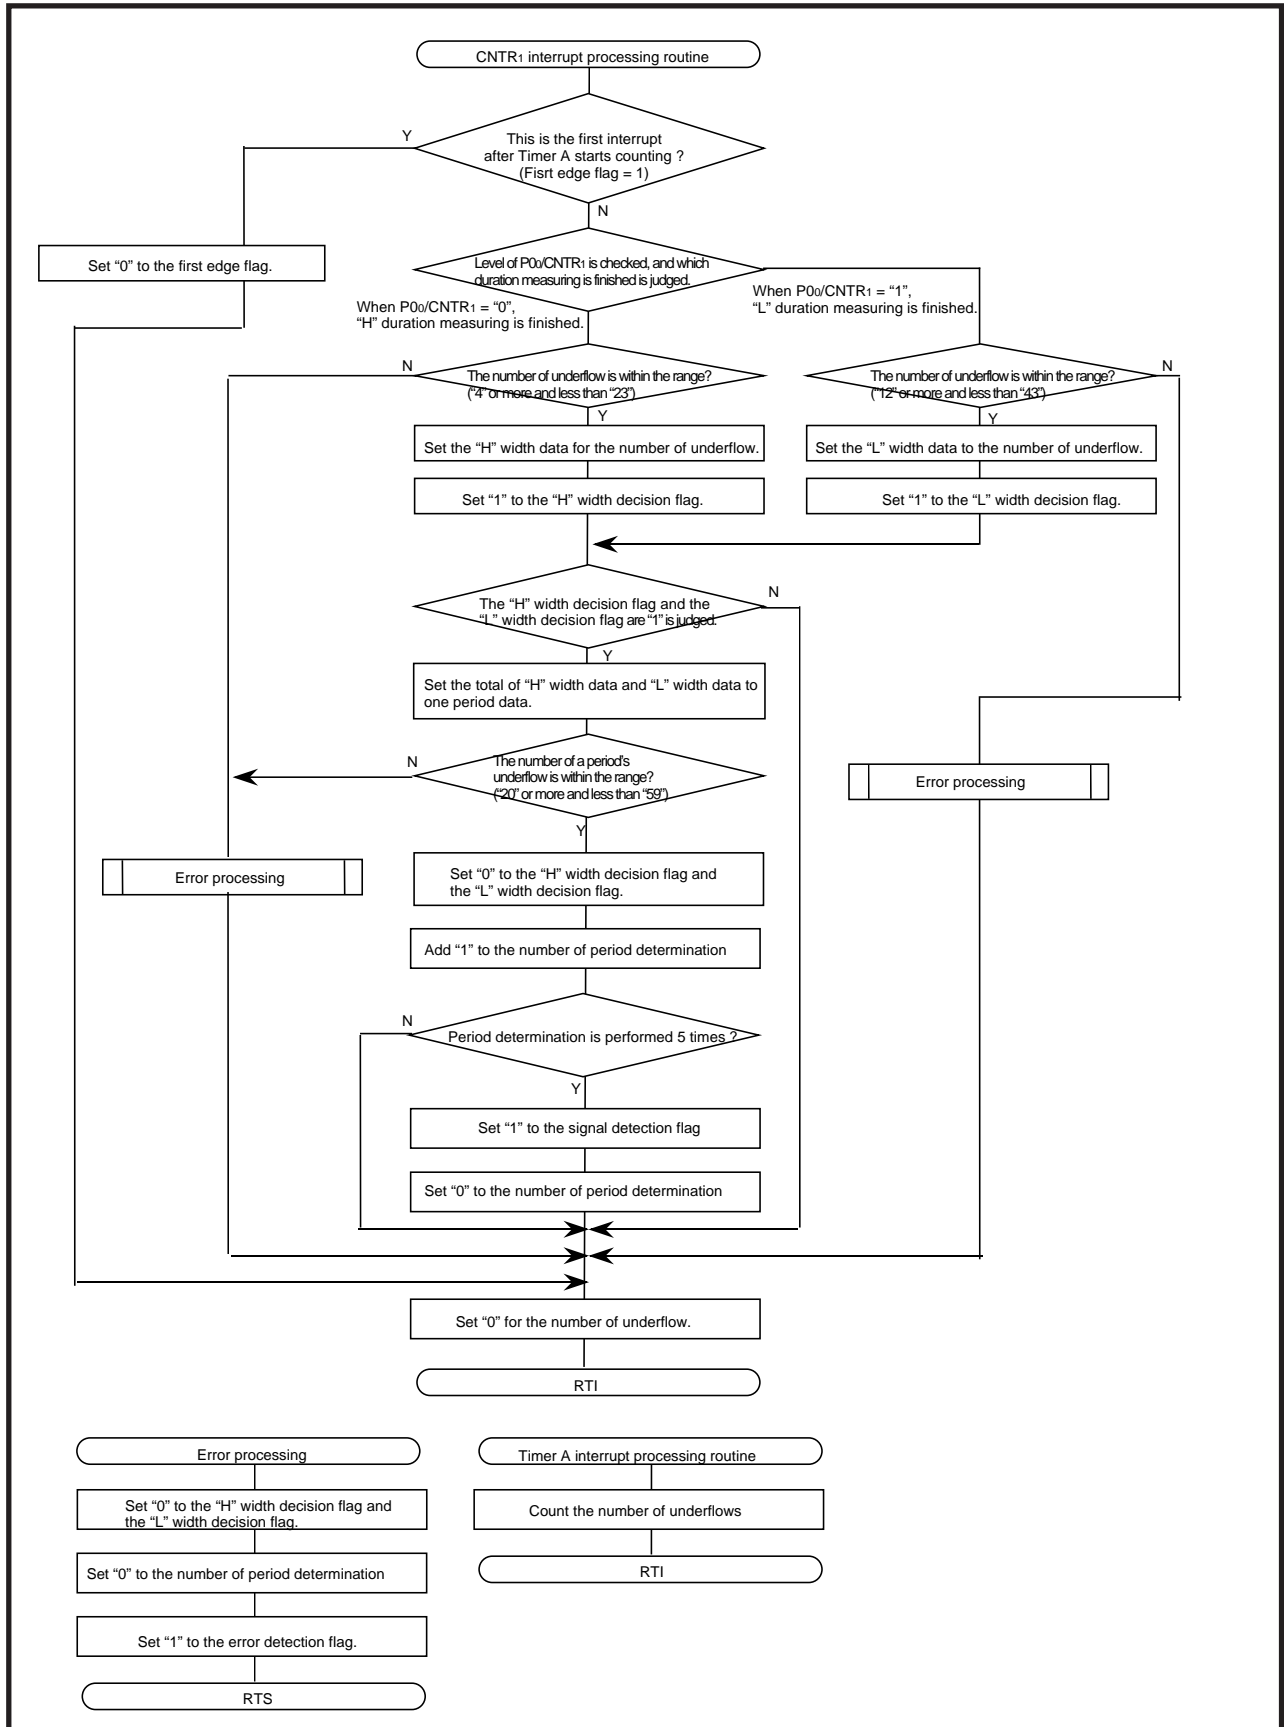 CNTR1 interrupt processing routine
Y
This is the first interrupt
after Timer A starts counting ?
(Fisrt edge flag = 1)
N
Set “0” to the first edge flag.
Level of P00/CNTR1 is checked, and which
duration measuring is finished is judged.
When P00/CNTR1 = “0”,
“H” duration measuring is finished.
When P00/CNTR1 = “1”,
“L” duration measuring is finished.
N
The number of underflow is within the range?
(“4” or more and less than “23”)
Y
The number of underflow is within the range?
(“12” or more and less than “43”)
N
Y
Set the “H” width data for the number of underflow.
Set the “L” width data to the number of underflow.
Set “1” to the “H” width decision flag.
Set “1” to the “L” width decision flag.
N
The “H” width decision flag and the
“L” width decision flag are “1” is judged.
Y
Set the total of “H” width data and “L” width data to
one period data.
N
The number of a period's
underflow is within the range?
(“20” or more and less than “59”)
Y
Error processing
Error processing
Set “0” to the “H” width decision flag and
the “L” width decision flag.
Add “1” to the number of period determination
N
Period determination is performed 5 times ?
Y
Set “1” to the signal detection flag
Set “0” to the number of period determination
Set “0” for the number of underflow.
RTI
Error processing
Set “0” to the “H” width decision flag and
the “L” width decision flag.
Set “0” to the number of period determination
Set “1” to the error detection flag.
RTS
Timer A interrupt processing routine
Count the number of underflows
RTI